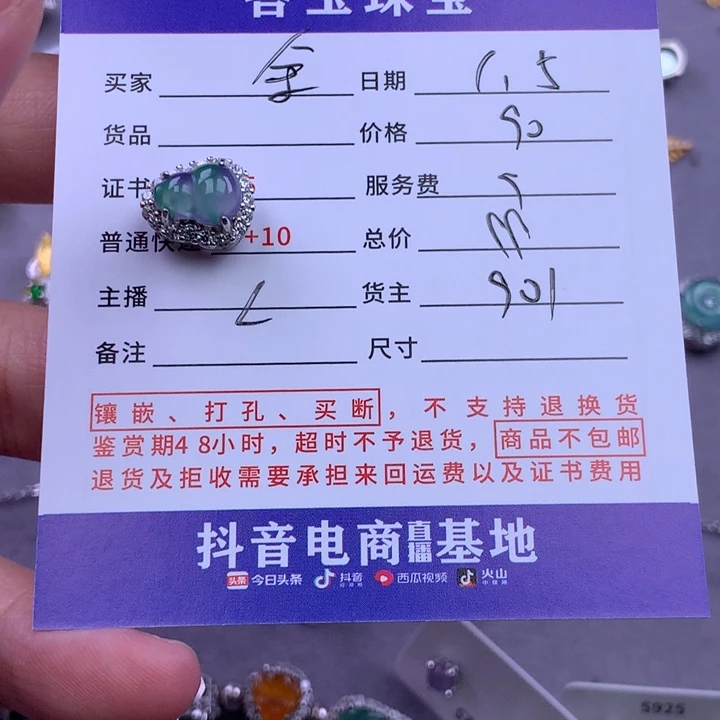 玉珠宝
买家 金 日期 1.5
货品 价格 90
证书 服务费 5
普通快递 +10 总价
主播 L 货主 901
备注 尺寸
镶嵌、打孔、买断，不支持退换货
鉴赏期48小时，超时不予退货，商品不包邮
退货及拒收需要承担来回运费以及证书费用
抖音电商直播基地
头条 今日头条 抖音 西瓜视频 火山
S925